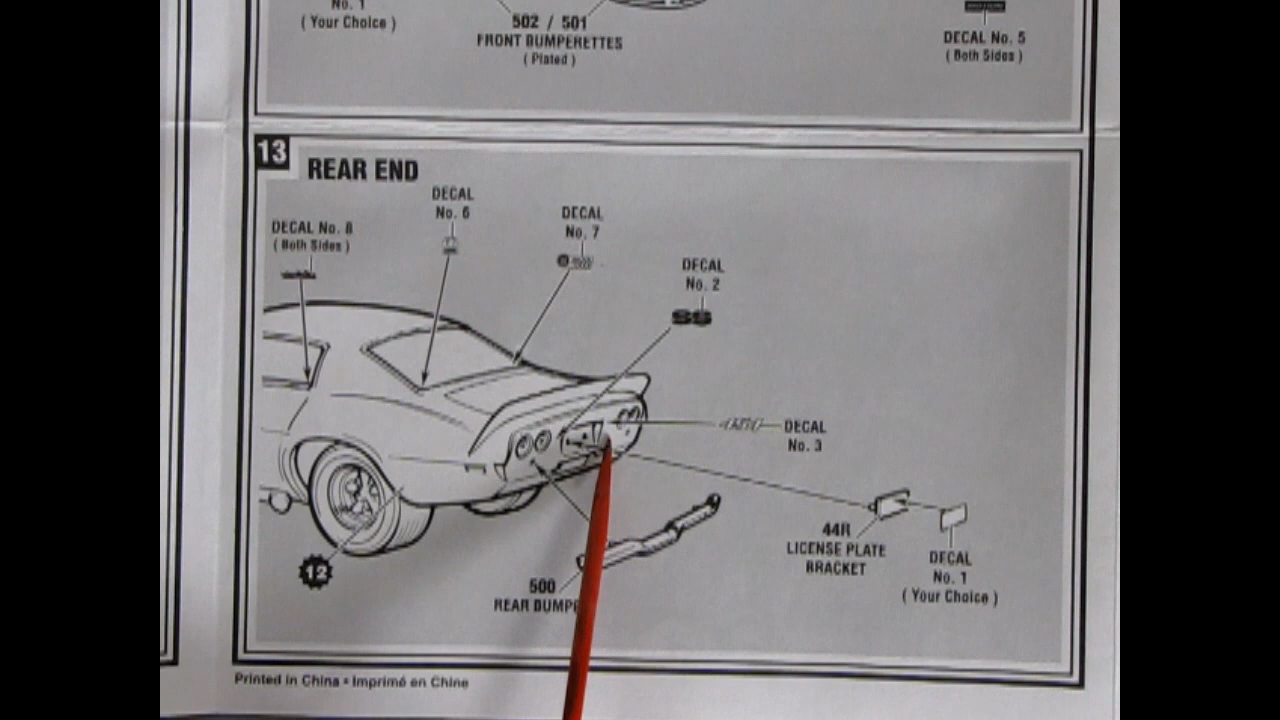 No. 1
( Your Choice )
502 / 501
FRONT BUMPERETTES
( Plated )
DECAL No. 5
( Both Sides )
13
REAR END
DECAL
No. 6
DECAL No. 8
( Both Sides )
DECAL
No. 7
DECAL
No. 2
SS
DECAL
No. 3
44R
LICENSE PLATE
BRACKET
DECAL
No. 1
( Your Choice )
12
500
REAR BUMPE
Printed in China • Imprimé en Chine